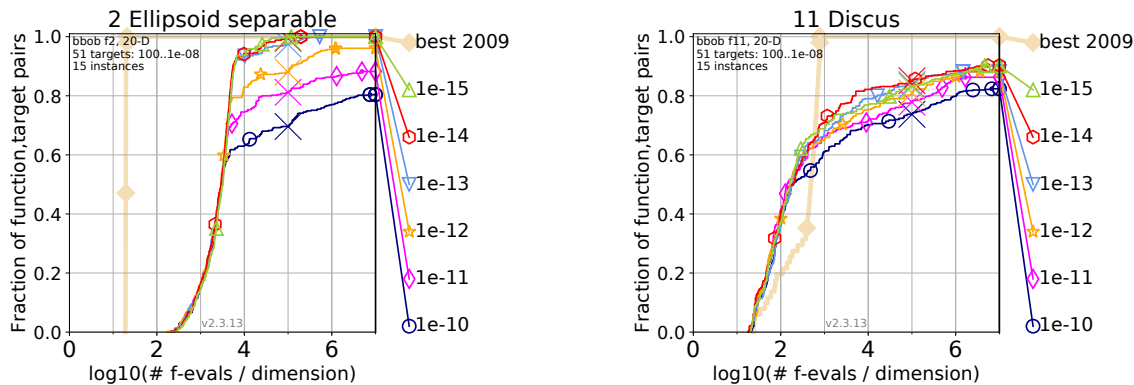 2 Ellipsoid separable
bbob f2, 20-D
51 targets: 100..1e-08
15 instances
Fraction of function,target pairs
1.0
0.8
0.6
0.4
0.2
0.0
v2.3.13
0 2 4 6
log10(# f-evals / dimension)
best 2009
1e-15
1e-14
1e-13
1e-12
1e-11
1e-10
11 Discus
bbob f11, 20-D
51 targets: 100..1e-08
15 instances
Fraction of function,target pairs
1.0
0.8
0.6
0.4
0.2
0.0
v2.3.13
0 2 4 6
log10(# f-evals / dimension)
best 2009
1e-15
1e-14
1e-13
1e-12
1e-11
1e-10